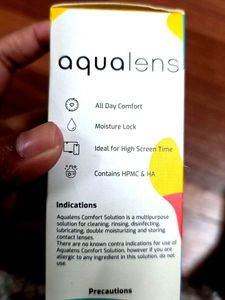 aqualens
All Day Comfort
Moisture Lock
Ideal for High Screen Time
Contains HPMC & HA
Indications
Aqualens Comfort Solution is a multipurpose
solution for cleaning, rinsing, disinfecting,
lubricating, double moisturizing and storing
contact lenses.
There are no known contra indications for use of
Aqualens Comfort Solution, however if you are
allergic to any ingredient in this solution, do not
use.
Precautions